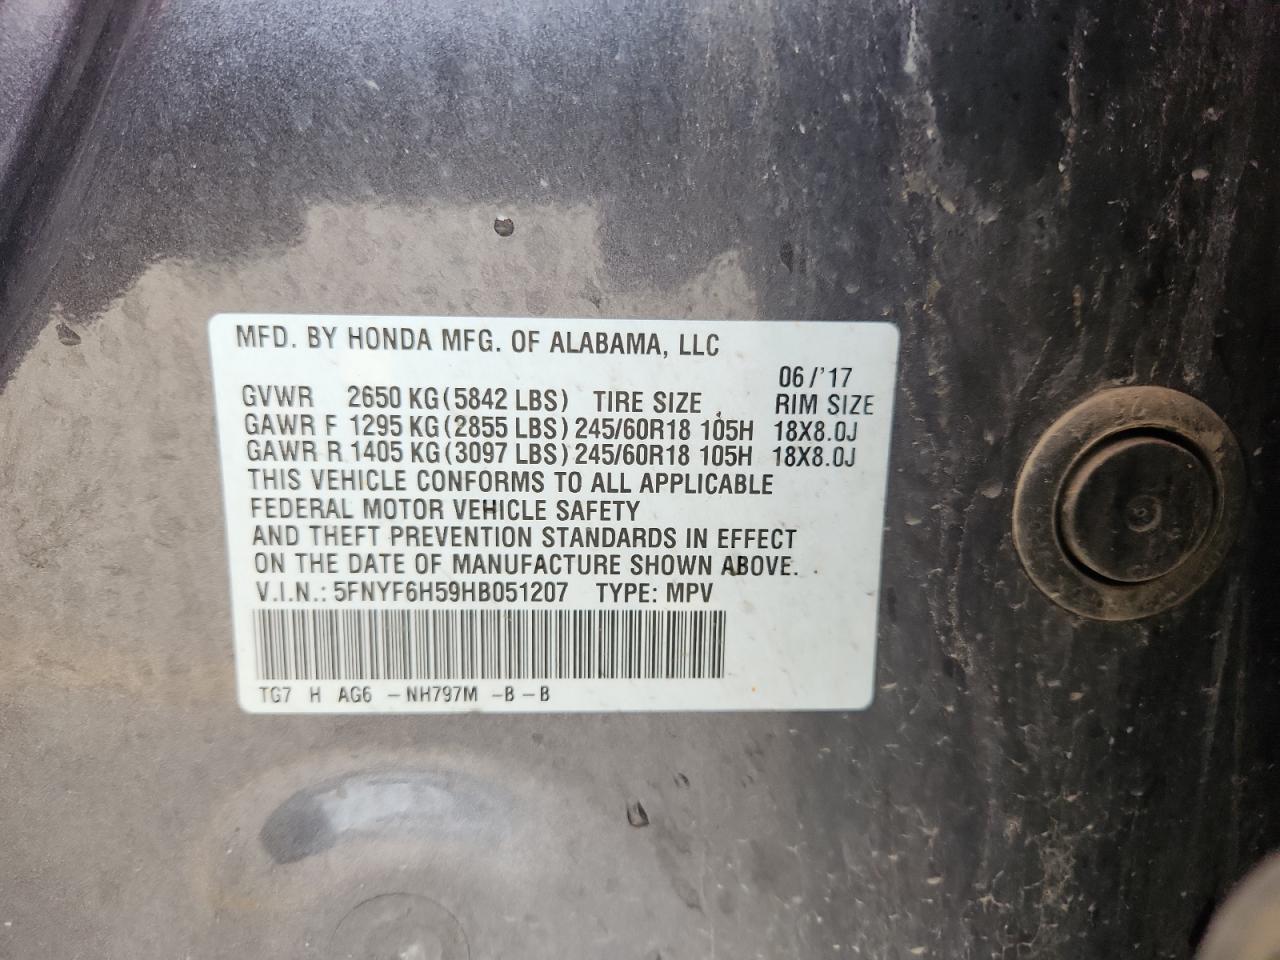 MFD. BY HONDA MFG. OF ALABAMA, LLC
06/'17
GVWR 2650 KG (5842 LBS) TIRE SIZE RIM SIZE
GAWR F 1295 KG (2855 LBS) 245/60R18 105H 18X8.0J
GAWR R 1405 KG (3097 LBS) 245/60R18 105H 18X8.0J
THIS VEHICLE CONFORMS TO ALL APPLICABLE
FEDERAL MOTOR VEHICLE SAFETY
AND THEFT PREVENTION STANDARDS IN EFFECT
ON THE DATE OF MANUFACTURE SHOWN ABOVE.
V.I.N.: 5FNYF6H59HB051207 TYPE: MPV
TG7 H AG6 -NH797M -B -B